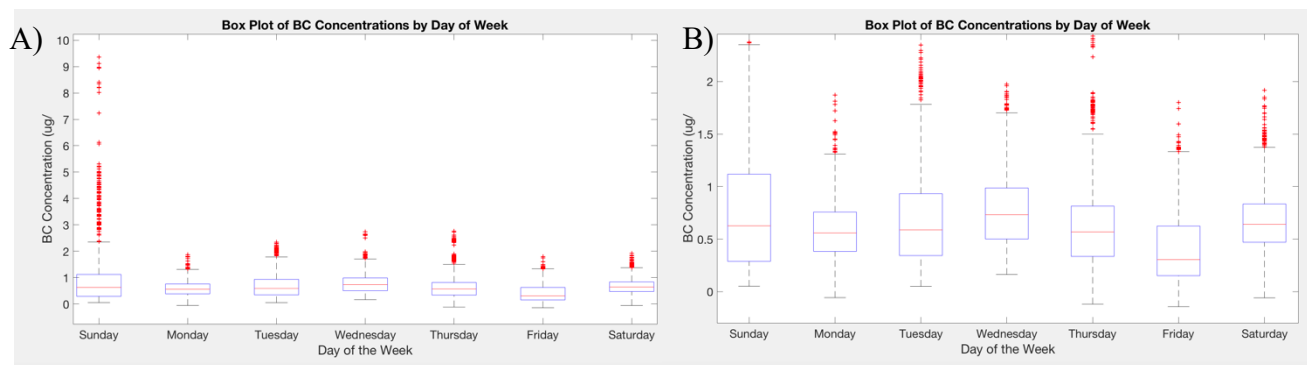 A)
Box Plot of BC Concentrations by Day of Week
BC Concentration (ug/
10
9
8
7
6
5
4
3
2
1
0
Sunday Monday Tuesday Wednesday Thursday Friday Saturday
Day of the Week
B)
Box Plot of BC Concentrations by Day of Week
BC Concentration (ug/
2
1.5
1
0.5
0
Sunday Monday Tuesday Wednesday Thursday Friday Saturday
Day of the Week